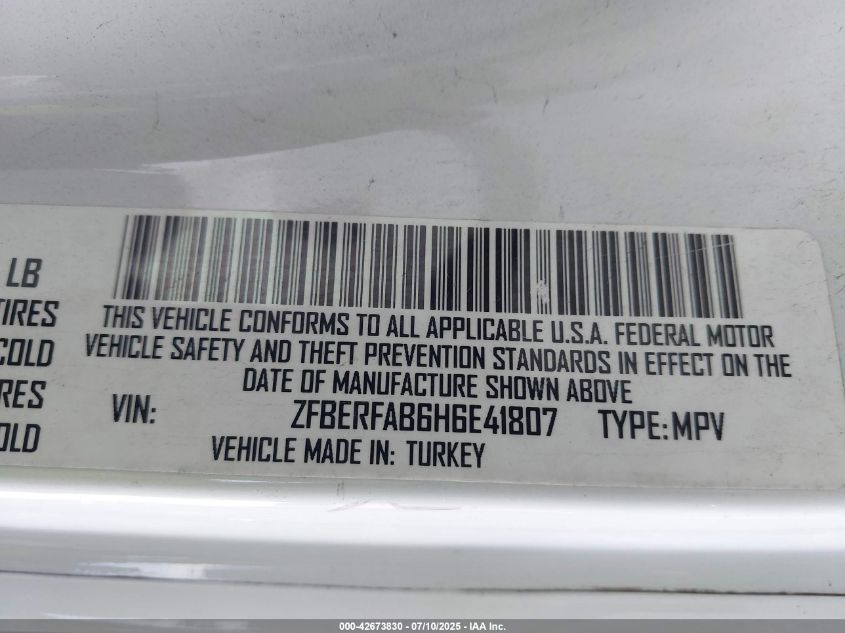 LB
TIRES
COLD
RES
OLD
THIS VEHICLE CONFORMS TO ALL APPLICABLE U.S.A. FEDERAL MOTOR
VEHICLE SAFETY AND THEFT PREVENTION STANDARDS IN EFFECT ON THE
DATE OF MANUFACTURE SHOWN ABOVE
VIN: ZFBERFAB6H6E41807 TYPE: MPV
VEHICLE MADE IN: TURKEY
000-42673830 - 07/10/2025 - IAA Inc.